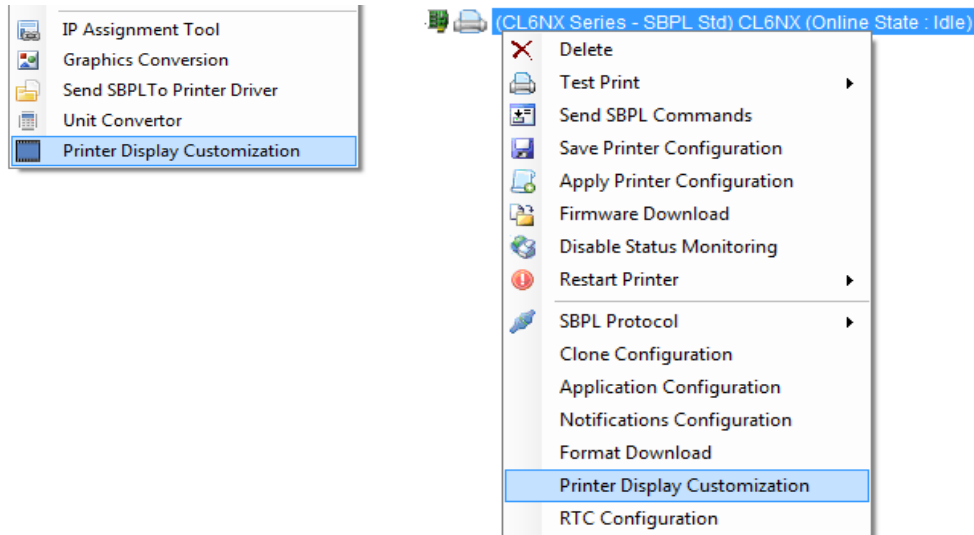 IP Assignment Tool
Graphics Conversion
Send SBPLTo Printer Driver
Unit Convertor
Printer Display Customization
(CL6NX Series - SBPL Std) CL6NX (Online State : Idle)
Delete
Test Print
Send SBPL Commands
Save Printer Configuration
Apply Printer Configuration
Firmware Download
Disable Status Monitoring
Restart Printer
SBPL Protocol
Clone Configuration
Application Configuration
Notifications Configuration
Format Download
Printer Display Customization
RTC Configuration